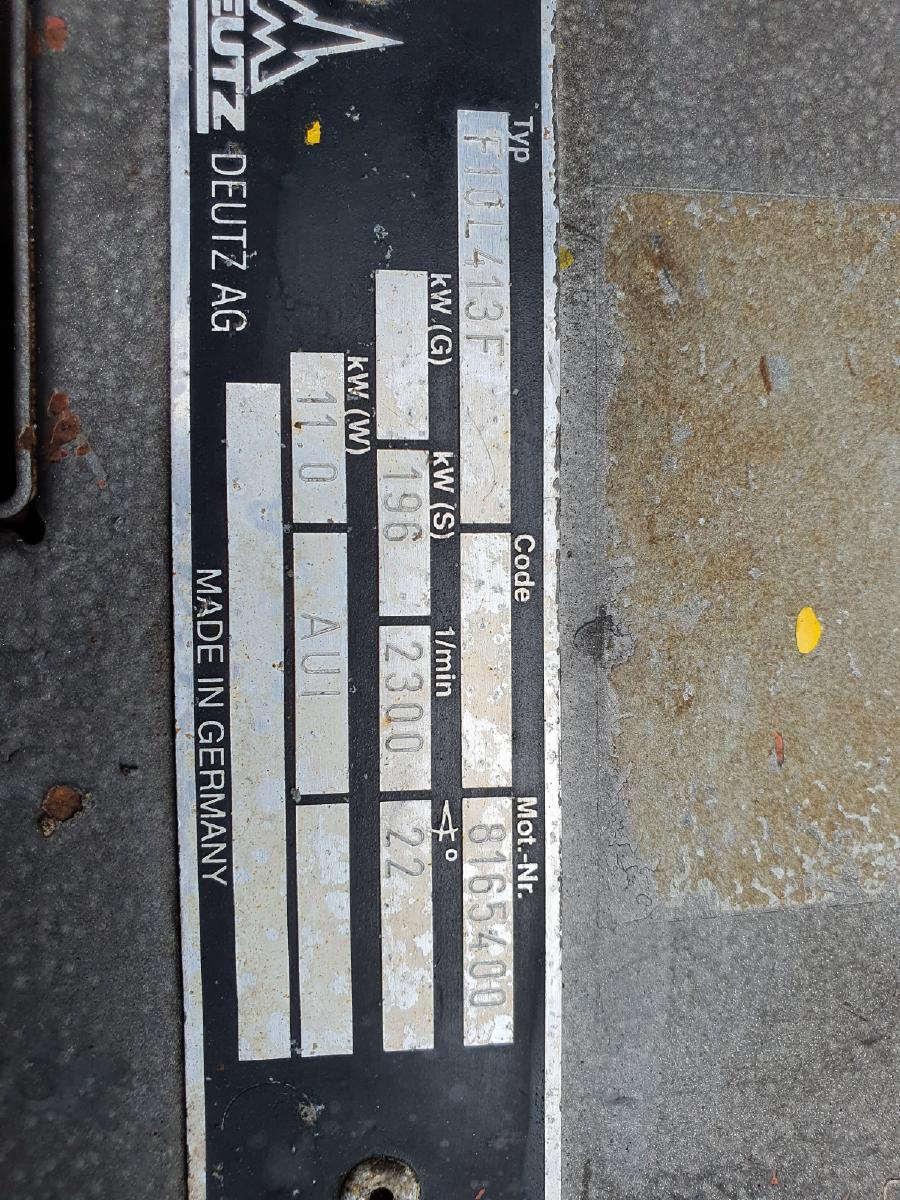 DEUTZ
DEUTZ AG
Typ Code Mot.-Nr.
F10L413F 8165400
kW (G) kW (S) 1/min ∢°
196 2300 22
kW (W)
110 AUI
MADE IN GERMANY